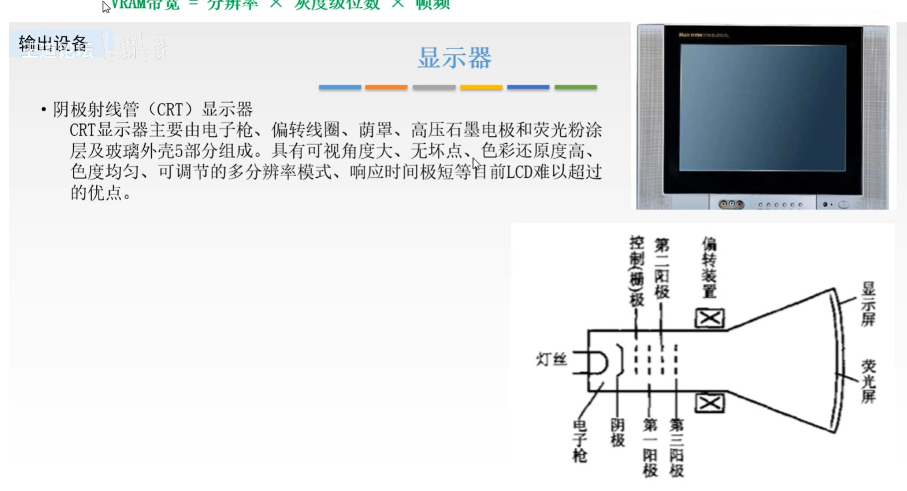 VRAM带宽 = 分辨率 × 灰度级位数 × 帧频
输出设备
显示器
• 阴极射线管（CRT）显示器
CRT显示器主要由电子枪、偏转线圈、荫罩、高压石墨电极和荧光粉涂
层及玻璃外壳5部分组成。具有可视角度大、无坏点、色彩还原度高、
色度均匀、可调节的多分辨率模式、响应时间极短等目前LCD难以超过
的优点。
控制(栅)极
第二阳极
偏转装置
显示屏
灯丝
荧光屏
电子枪
阴极
第一阳极
第三阳极